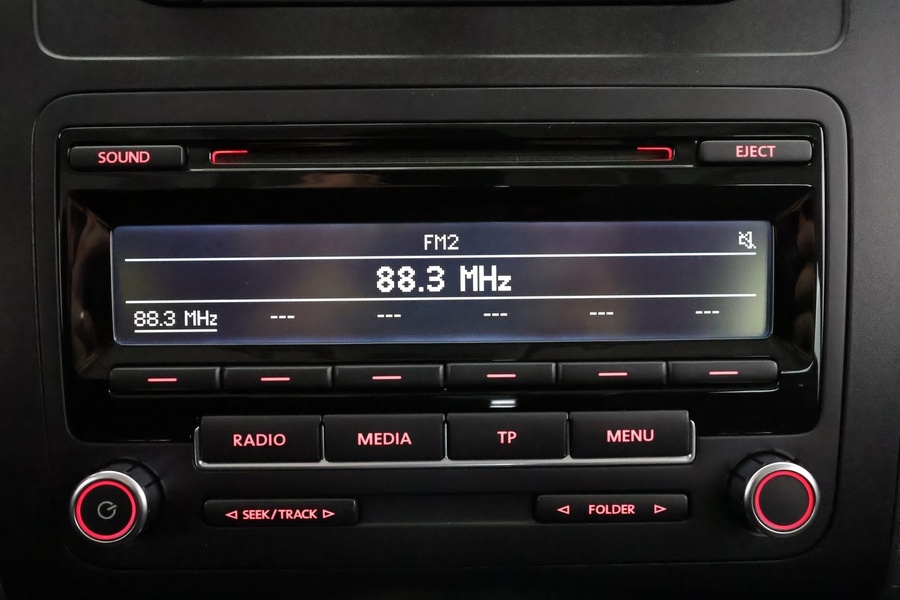 SOUND
EJECT
FM2
88.3 MHz
88.3 MHz --- --- --- --- ---
RADIO
MEDIA
TP
MENU
SEEK/TRACK
FOLDER